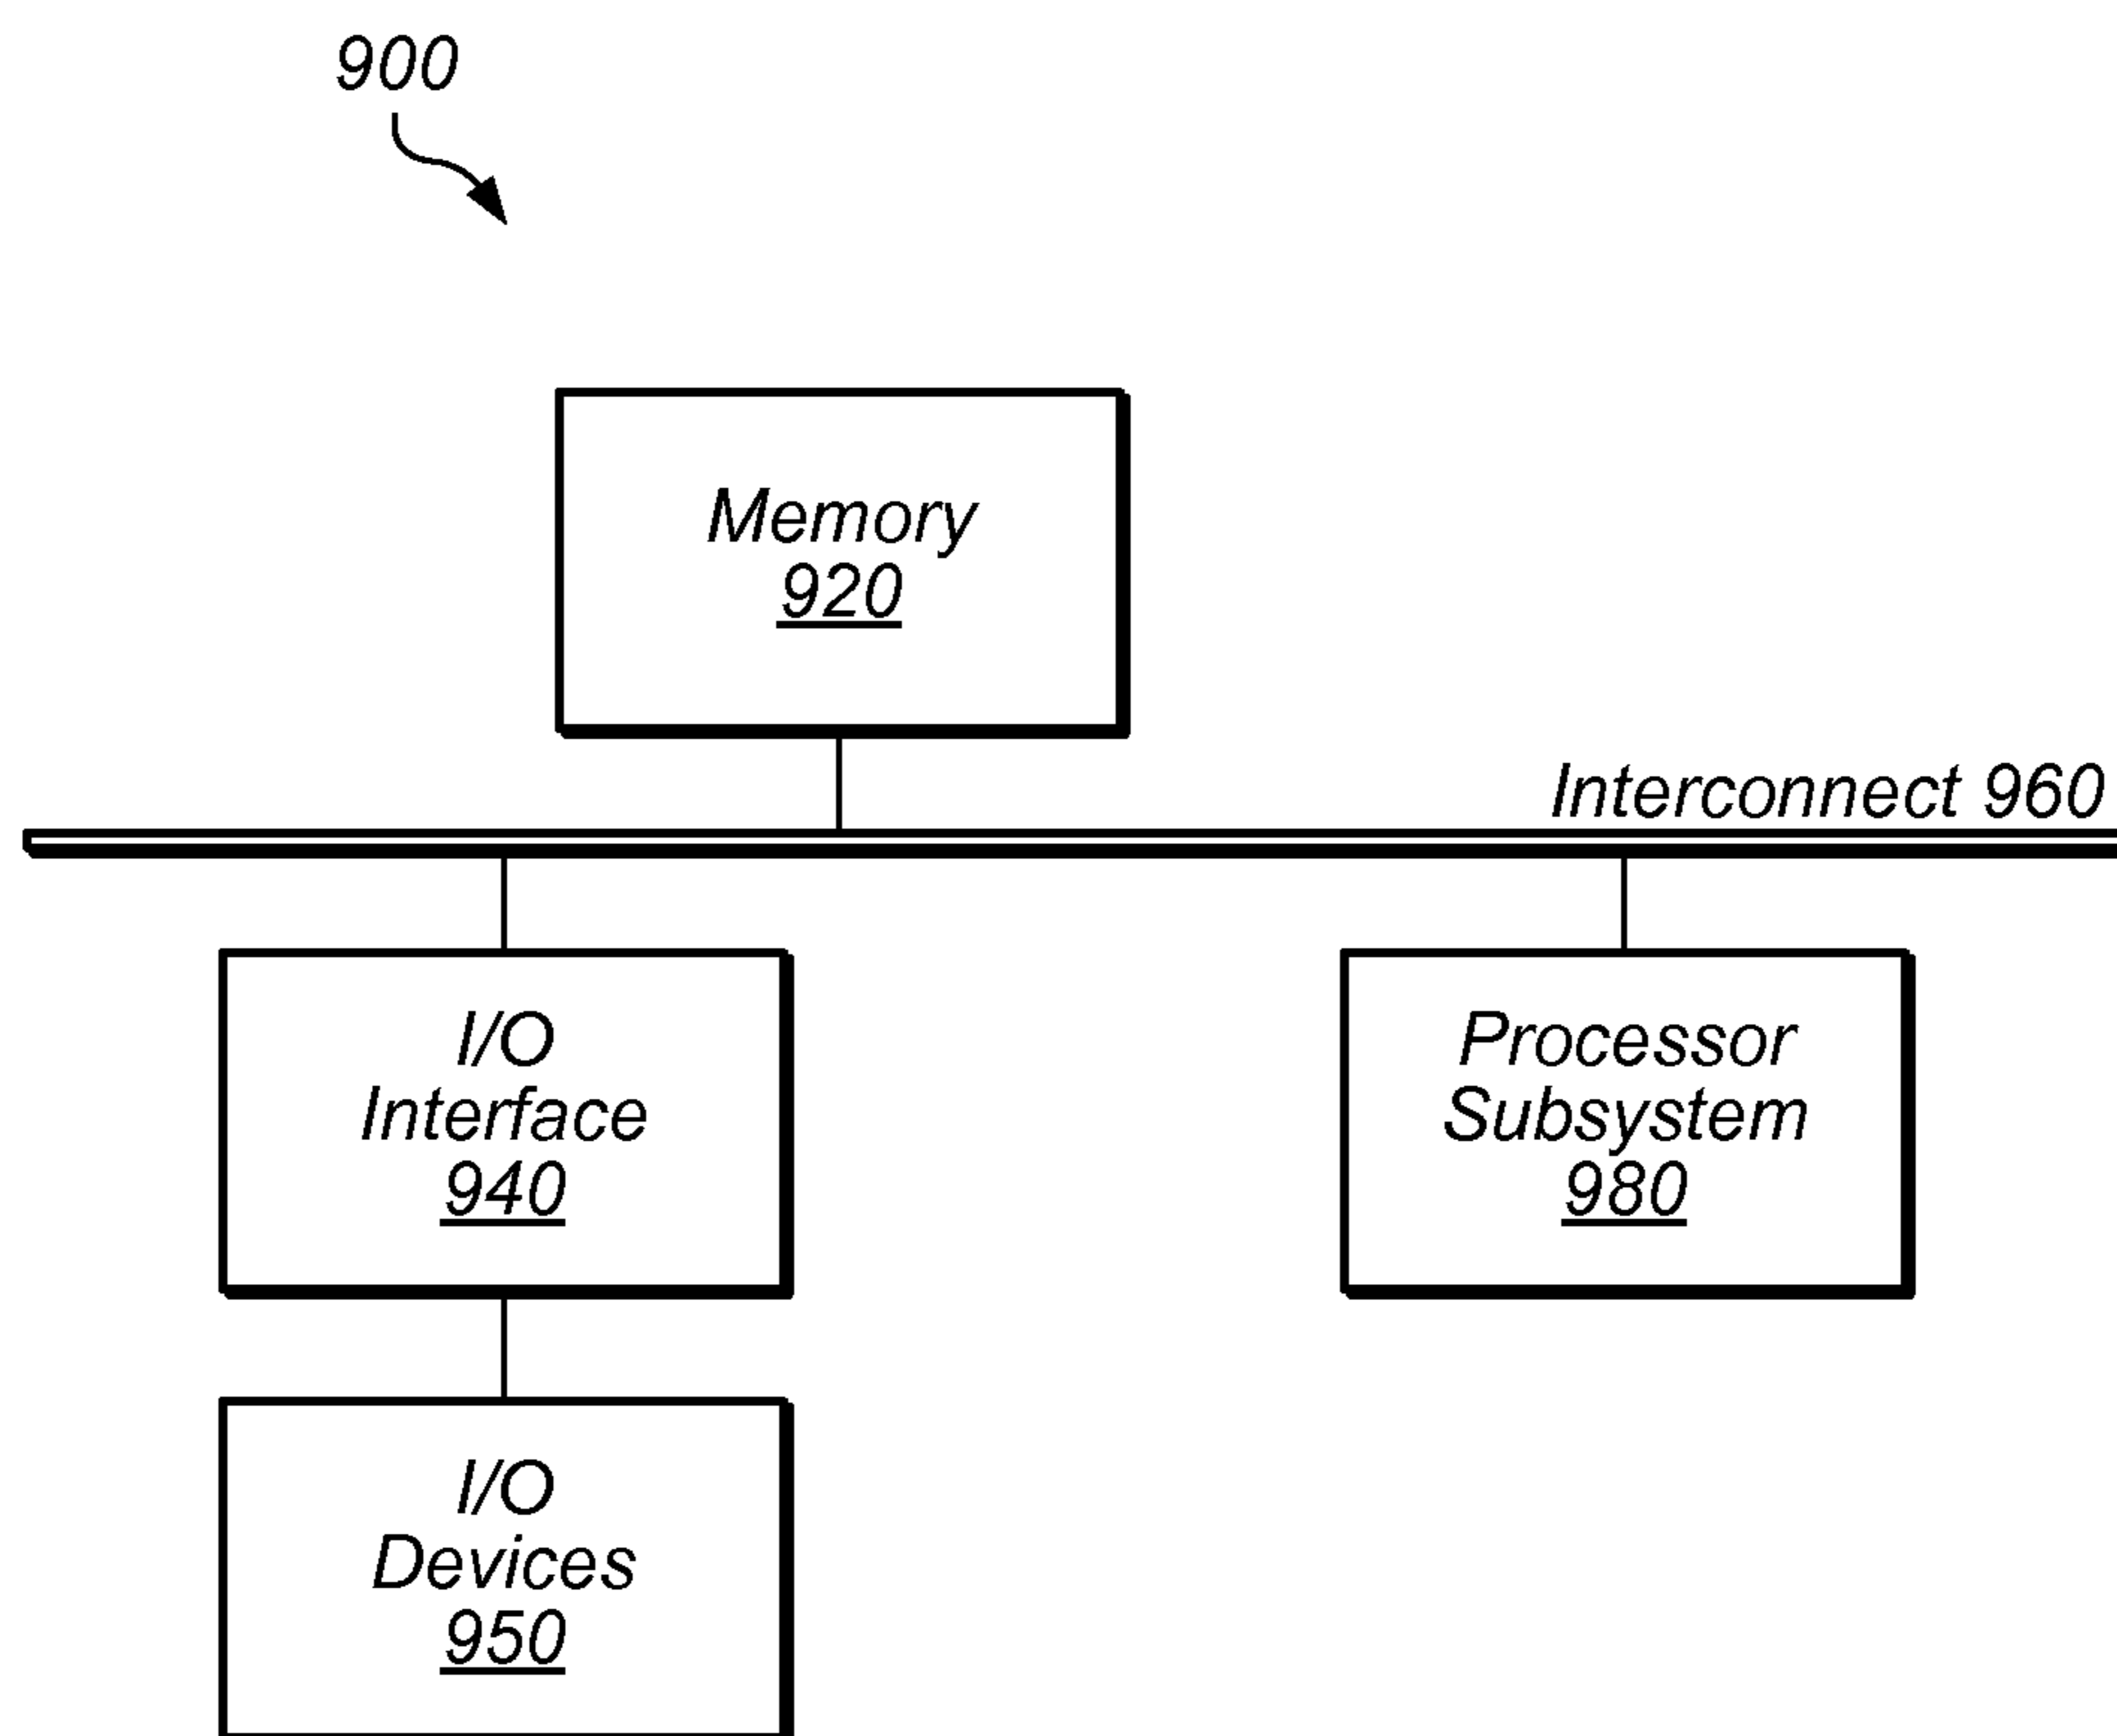 900
Memory
920
Interconnect 960
I/O
Interface
940
Processor
Subsystem
980
I/O
Devices
950